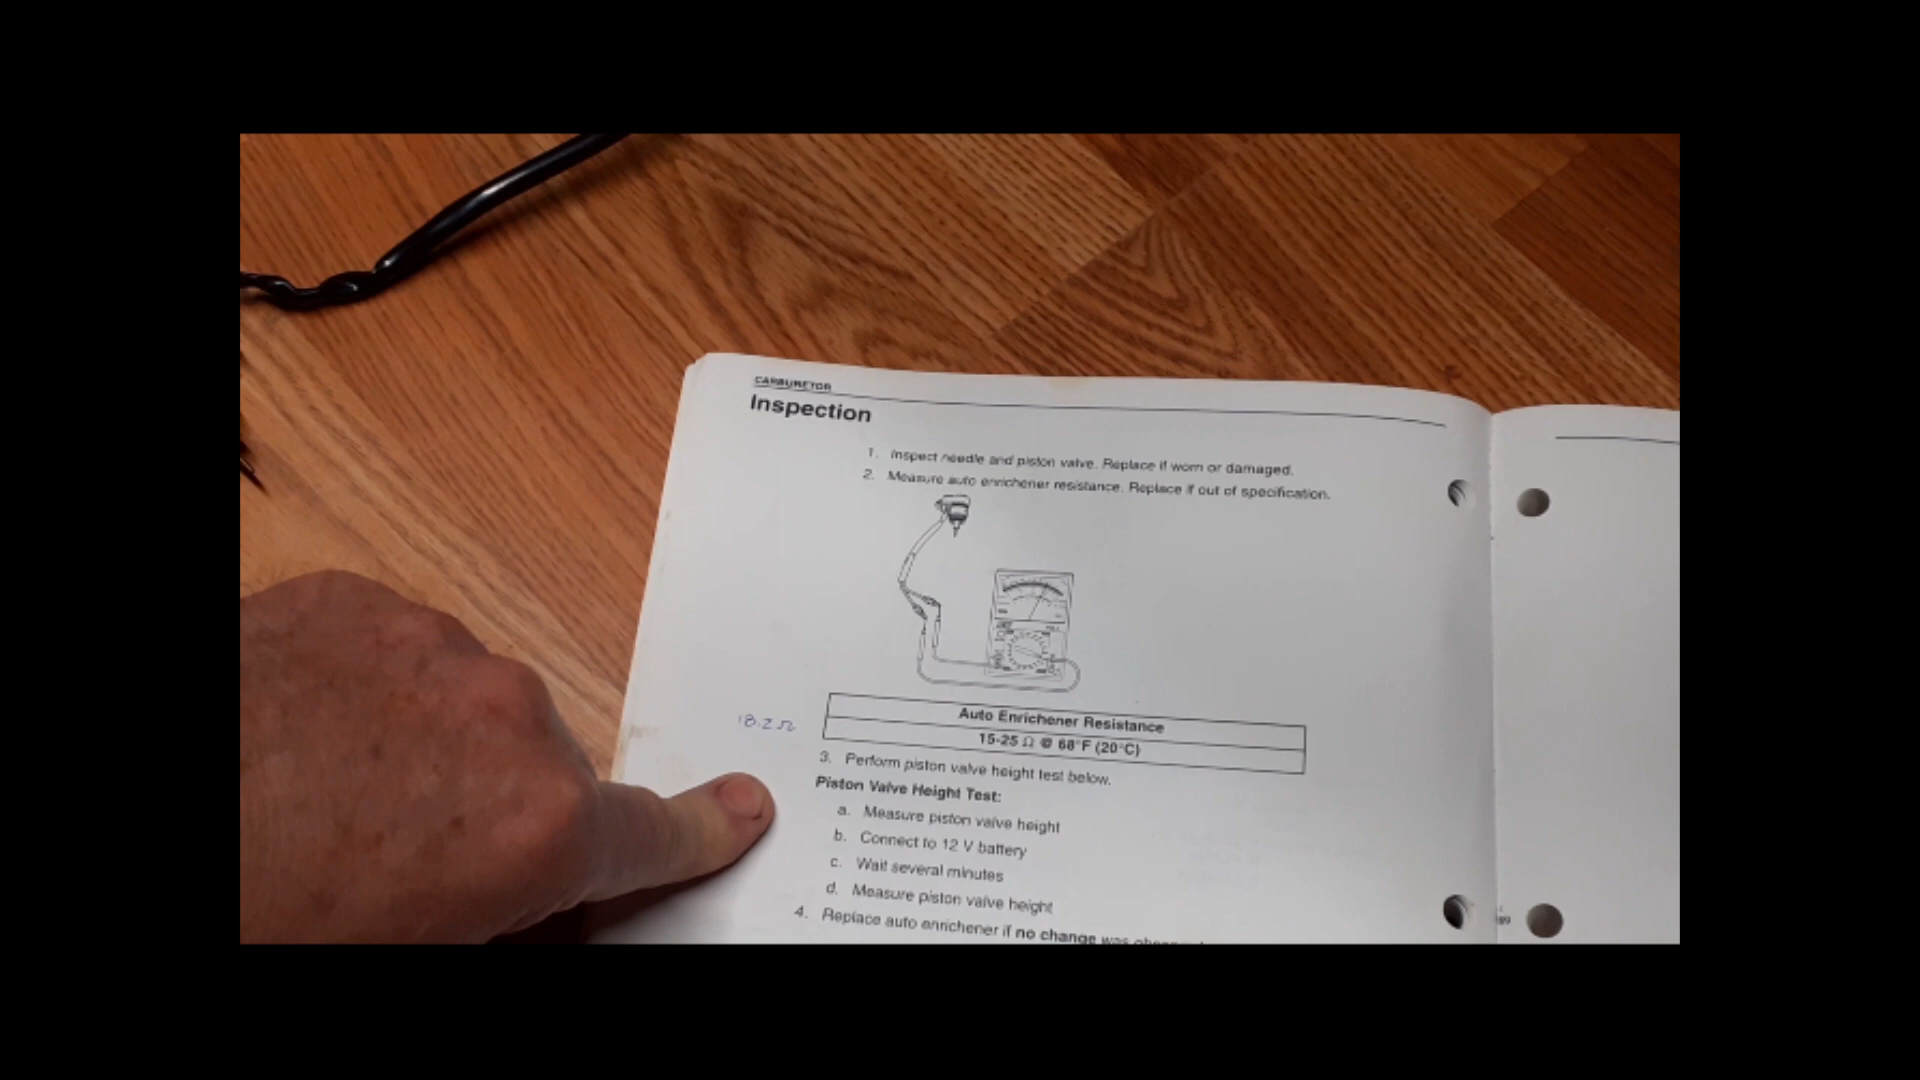 CARBURETOR
Inspection
1. Inspect needle and piston valve. Replace if worn or damaged.
2. Measure auto enrichener resistance. Replace if out of specification.
18.2 Ω
Auto Enrichener Resistance
15-25 Ω @ 68°F (20°C)
3. Perform piston valve height test below.
Piston Valve Height Test:
a. Measure piston valve height
b. Connect to 12 V battery
c. Wait several minutes
d. Measure piston valve height
4. Replace auto enrichener if no change was